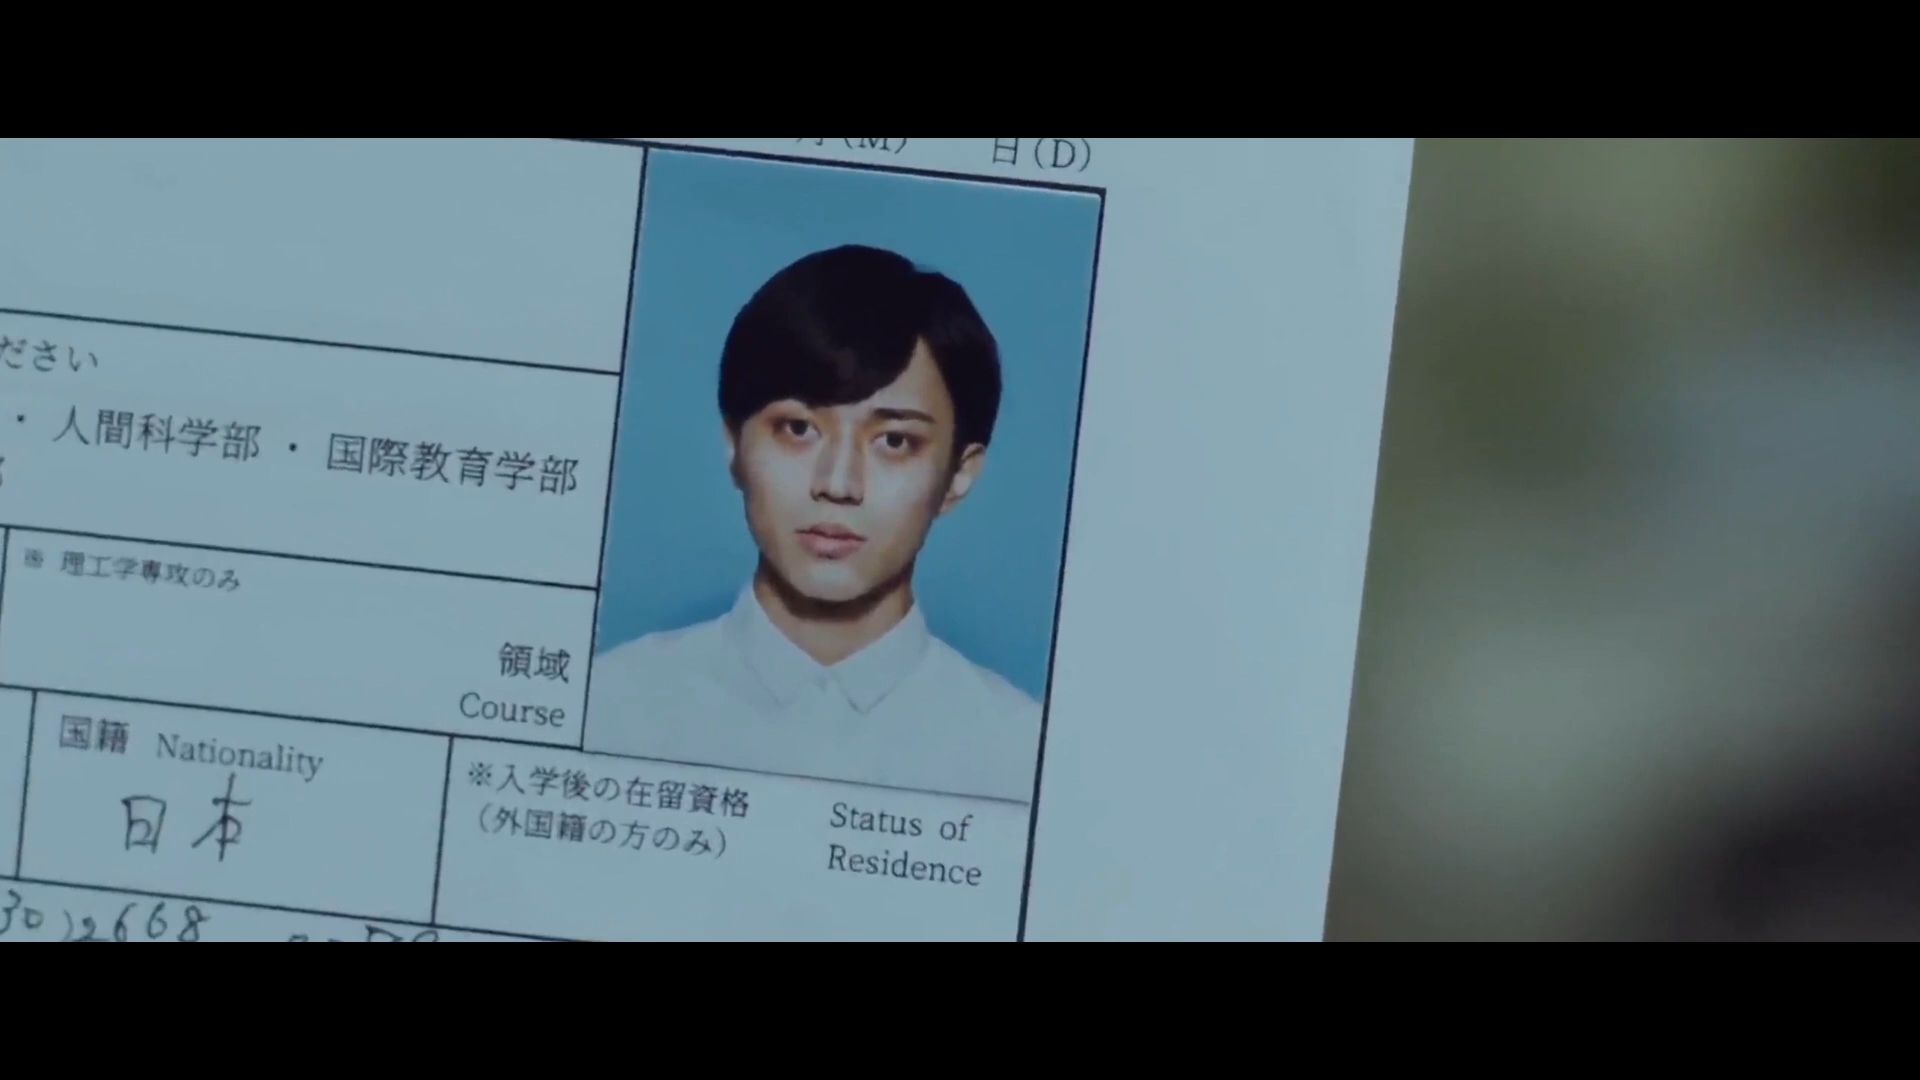 月(M) 日(D)
ださい
・人間科学部・国際教育学部
※ 理工学専攻のみ
領域
Course
国籍 Nationality
日本
※入学後の在留資格
(外国籍の方のみ)
Status of
Residence
2668